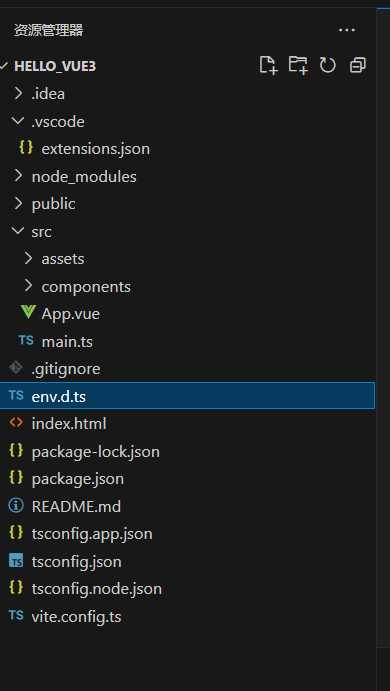 资源管理器
HELLO_VUE3
.idea
.vscode
{} extensions.json
node_modules
public
src
assets
components
App.vue
TS main.ts
.gitignore
TS env.d.ts
<> index.html
{} package-lock.json
{} package.json
README.md
{} tsconfig.app.json
TS tsconfig.json
{} tsconfig.node.json
TS vite.config.ts